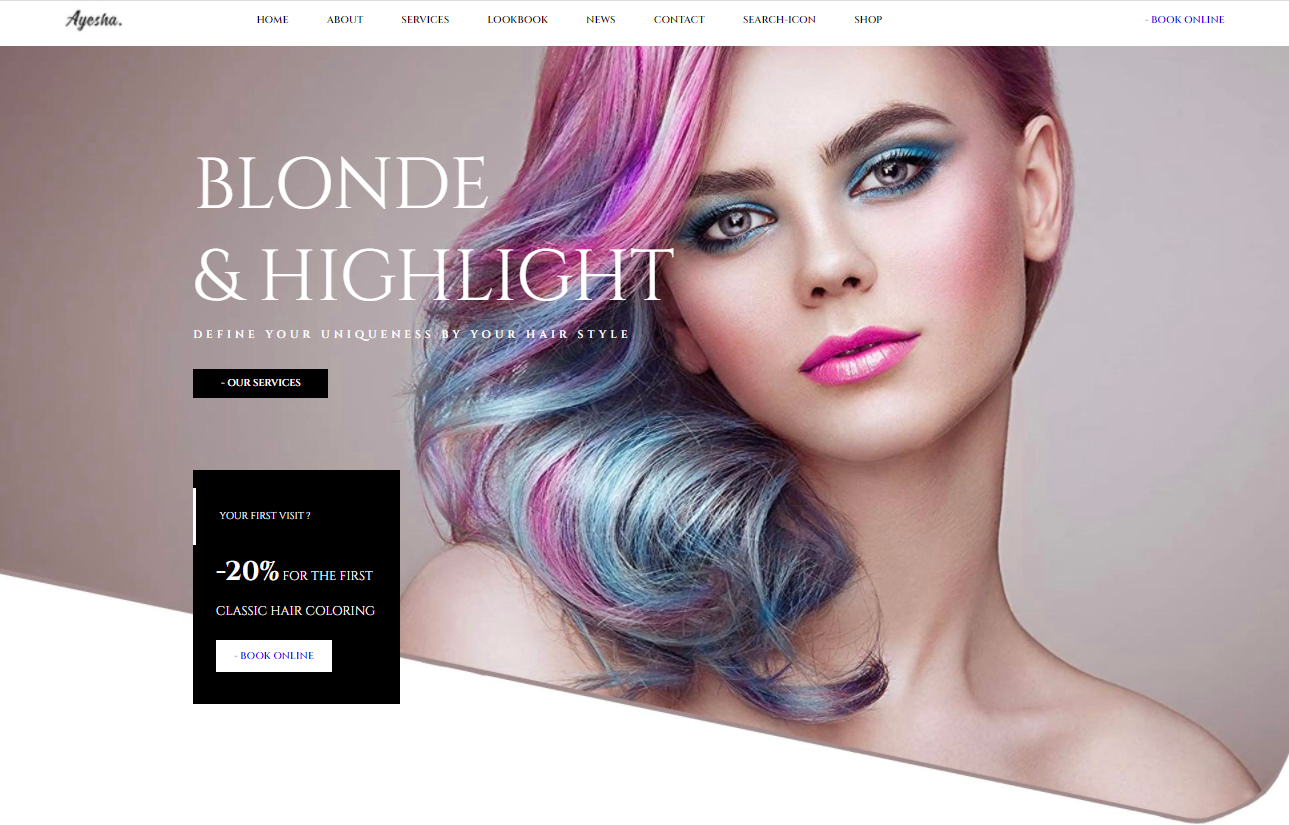 Ayesha.
HOME ABOUT SERVICES LOOKBOOK NEWS CONTACT SEARCH-ICON SHOP - BOOK ONLINE
BLONDE
& HIGHLIGHT
DEFINE YOUR UNIQUENESS BY YOUR HAIR STYLE
- OUR SERVICES
YOUR FIRST VISIT ?
-20% FOR THE FIRST
CLASSIC HAIR COLORING
- BOOK ONLINE